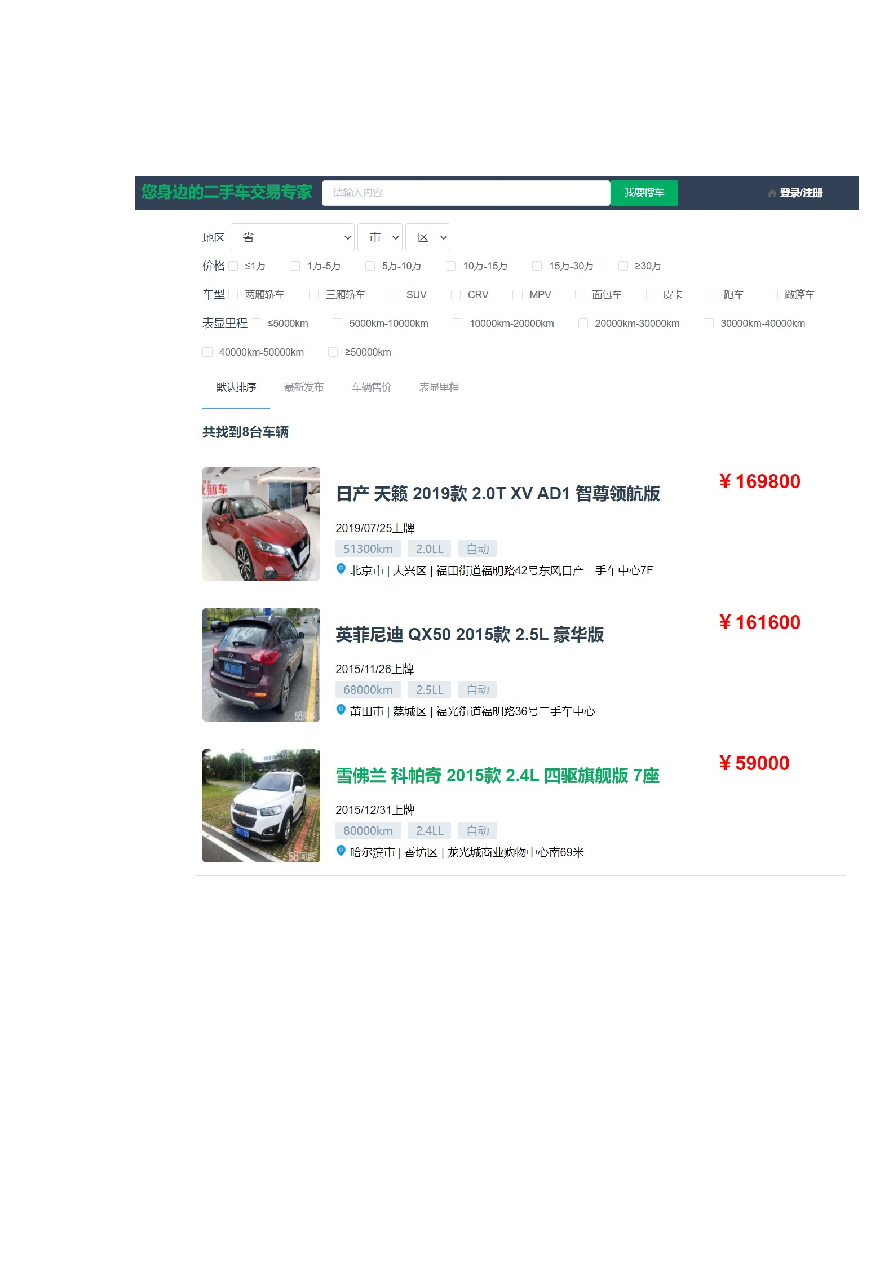 您身边的二手车交易专家 请输入内容 我要搜车 登录/注册
地区 省 市 区
价格 ≤1万 1万-5万 5万-10万 10万-15万 15万-30万 ≥30万
车型 两厢轿车 三厢轿车 SUV CRV MPV 面包车 皮卡 跑车 敞篷车
表显里程 ≤5000km 5000km-10000km 10000km-20000km 20000km-30000km 30000km-40000km
40000km-50000km ≥50000km
默认排序 最新发布 车辆售价 表显里程
共找到8台车辆
日产 天籁 2019款 2.0T XV AD1 智尊领航版 ￥169800
2019/07/25上牌
51300km 2.0LL 自动
北京市 | 大兴区 | 福田街道福明路42号东风日产二手车中心7F
英菲尼迪 QX50 2015款 2.5L 豪华版 ￥161600
2015/11/26上牌
68000km 2.5LL 自动
莆田市 | 荔城区 | 福光街道福明路36号二手车中心
雪佛兰 科帕奇 2015款 2.4L 四驱旗舰版 7座 ￥59000
2015/12/31上牌
80000km 2.4LL 自动
哈尔滨市 | 香坊区 | 龙光城商业购物中心南69米